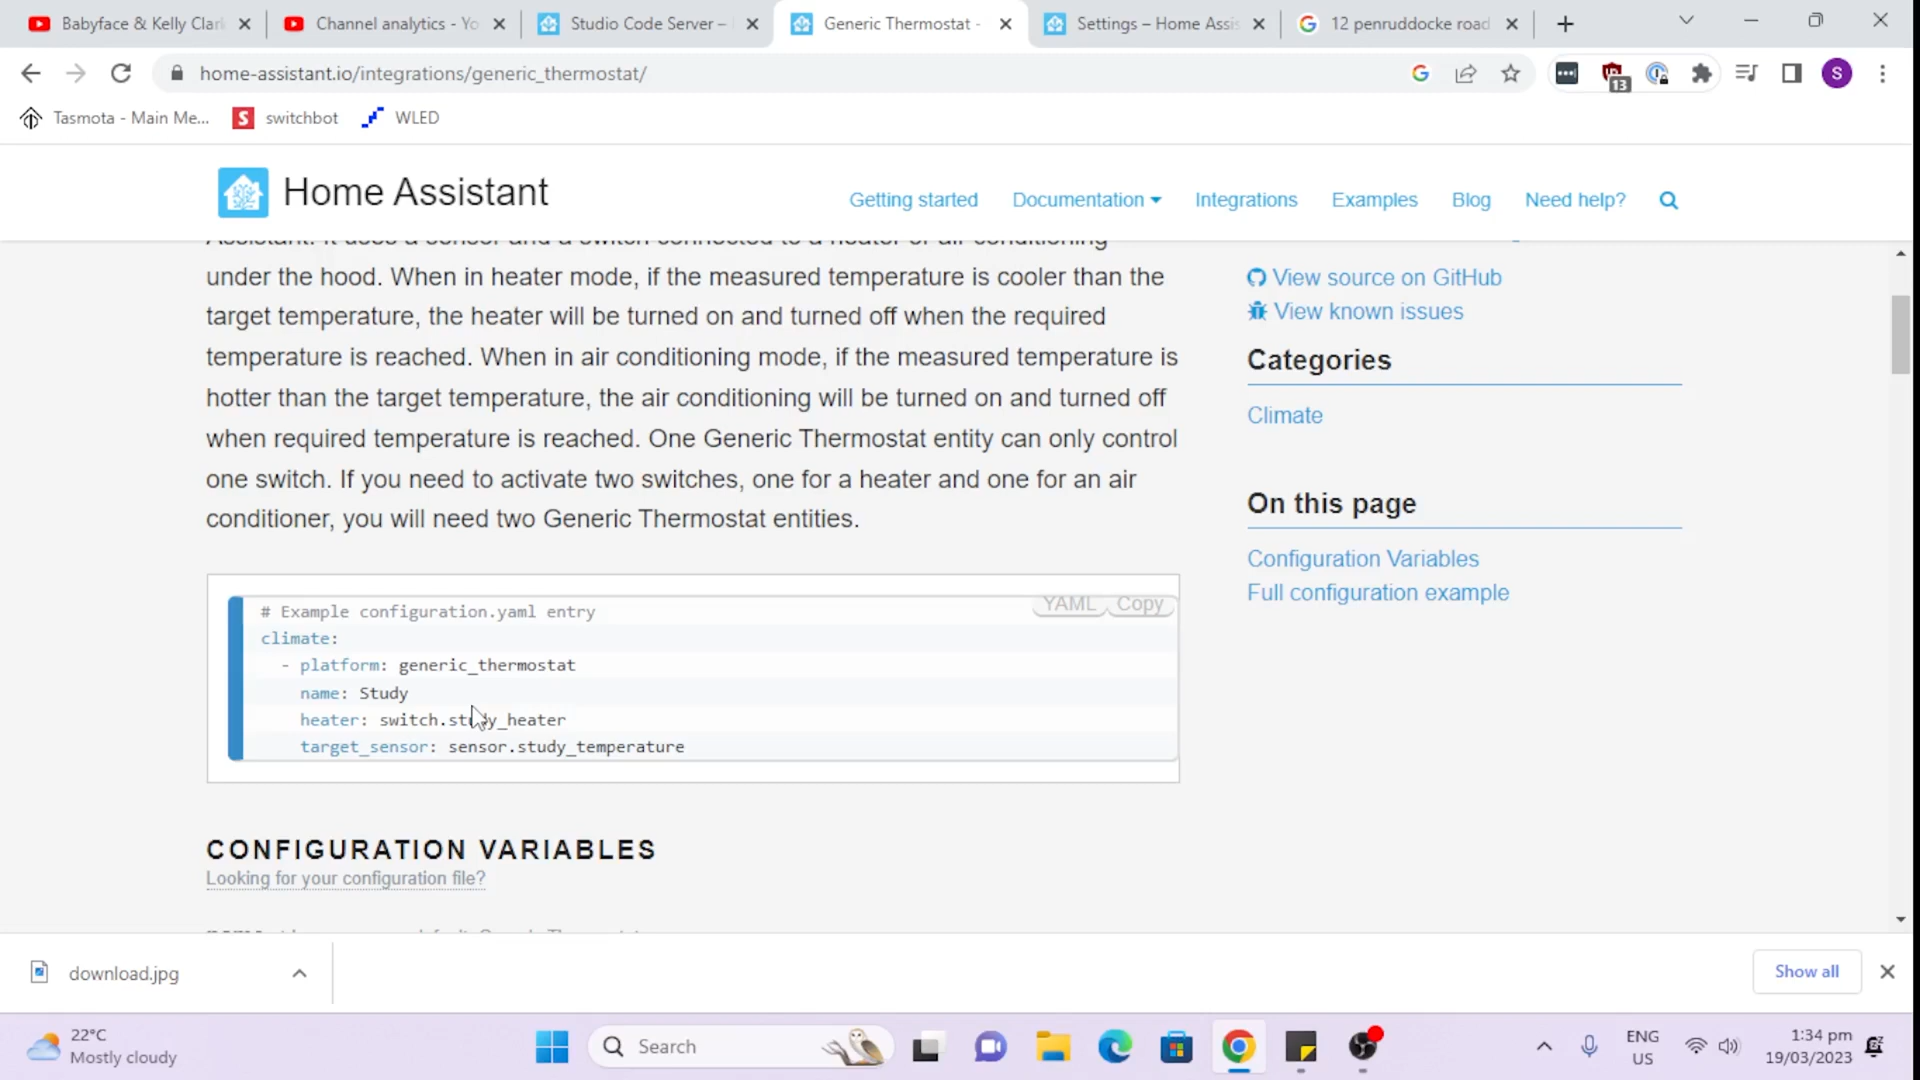 Babyface & Kelly Clar
Channel analytics - Yo
Studio Code Server –
Generic Thermostat -
Settings – Home Assis
12 penruddocke road
home-assistant.io/integrations/generic_thermostat/
13
S
Tasmota - Main Me...
switchbot
WLED
Home Assistant
Getting started
Documentation
Integrations
Examples
Blog
Need help?
under the hood. When in heater mode, if the measured temperature is cooler than the
target temperature, the heater will be turned on and turned off when the required
temperature is reached. When in air conditioning mode, if the measured temperature is
hotter than the target temperature, the air conditioning will be turned on and turned off
when required temperature is reached. One Generic Thermostat entity can only control
one switch. If you need to activate two switches, one for a heater and one for an air
conditioner, you will need two Generic Thermostat entities.
View source on GitHub
View known issues
Categories
Climate
On this page
Configuration Variables
Full configuration example
YAML Copy
# Example configuration.yaml entry
climate:
- platform: generic_thermostat
name: Study
heater: switch.study_heater
target_sensor: sensor.study_temperature
CONFIGURATION VARIABLES
Looking for your configuration file?
download.jpg
Show all
22°C
Mostly cloudy
Search
ENG
US
1:34 pm
19/03/2023